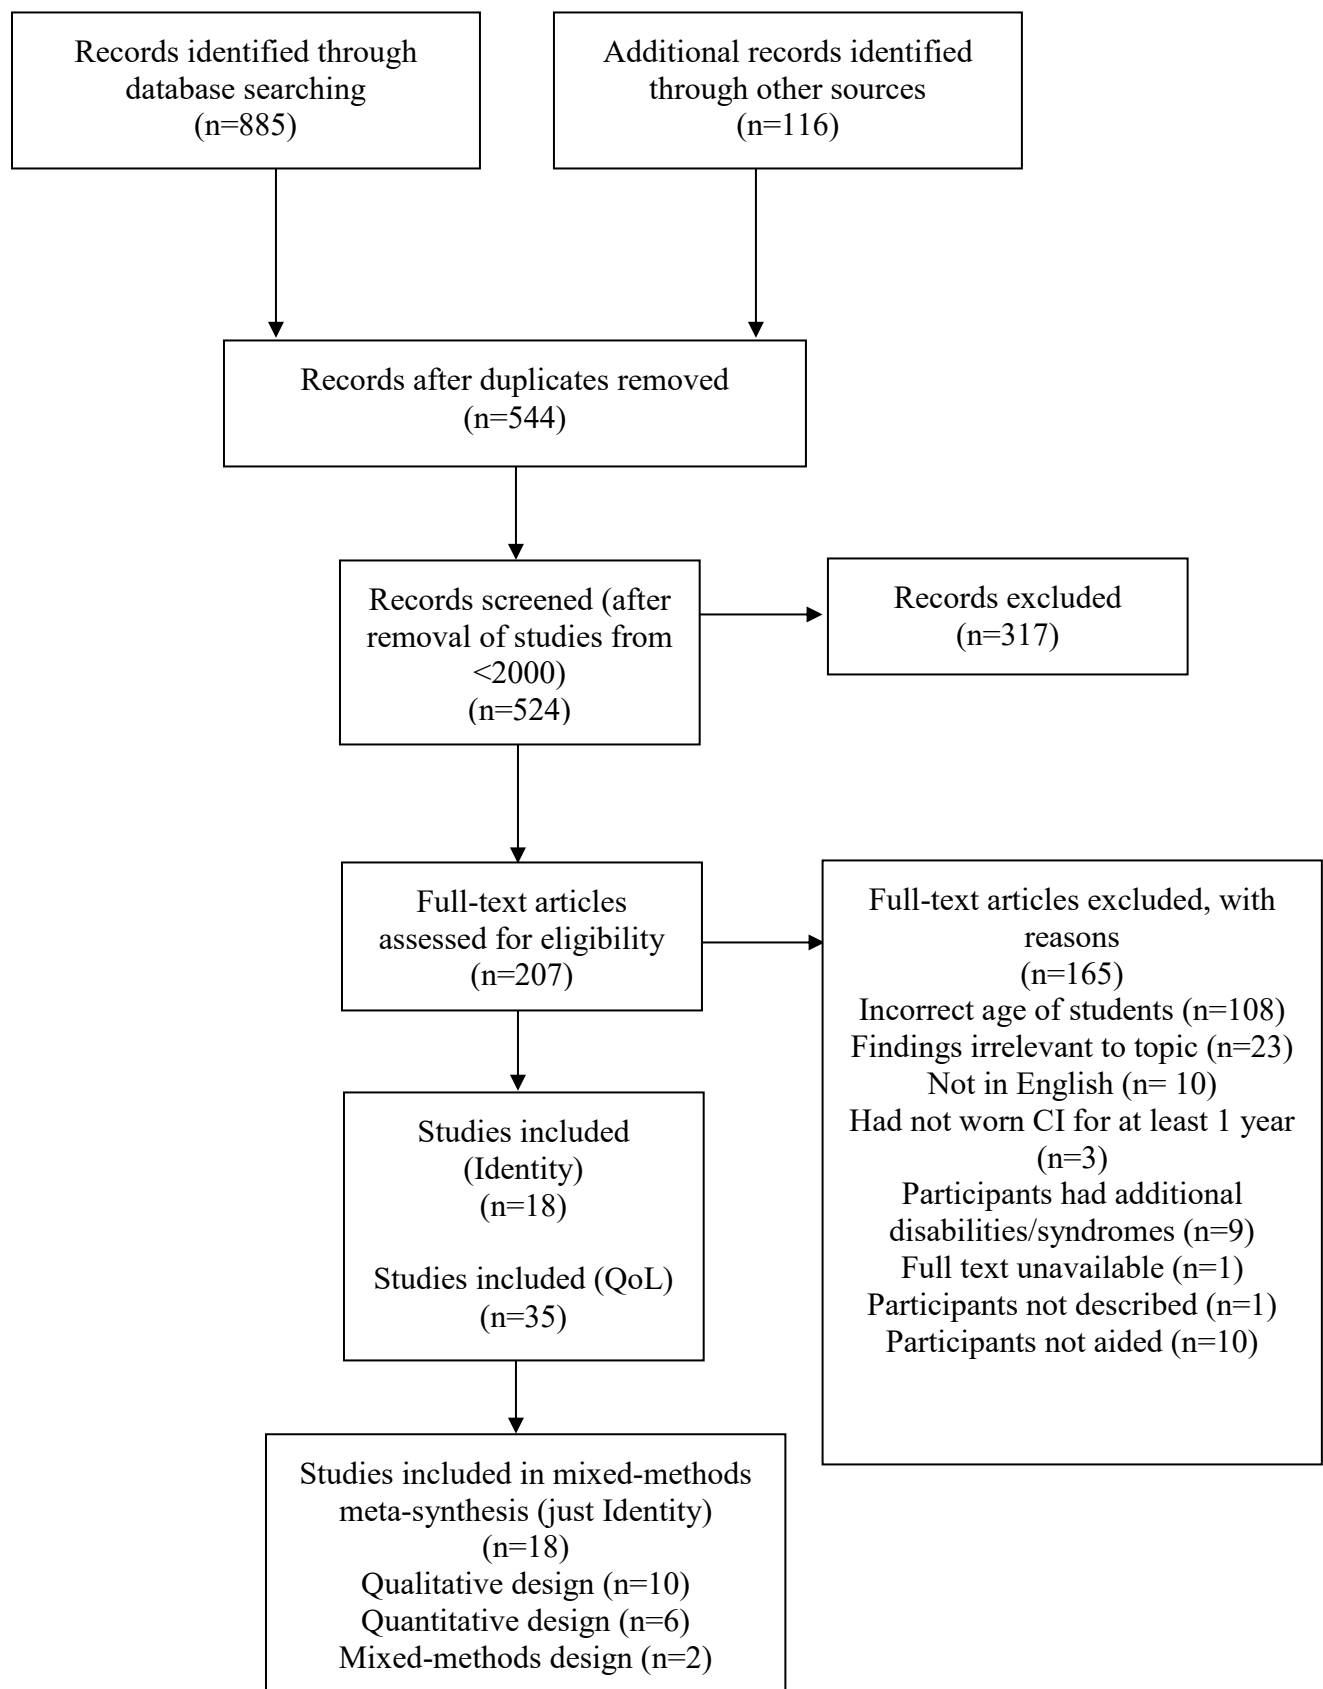 Records identified through
database searching
(n=885)
Additional records identified
through other sources
(n=116)
Records after duplicates removed
(n=544)
Records screened (after
removal of studies from
<2000)
(n=524)
Records excluded
(n=317)
Full-text articles
assessed for eligibility
(n=207)
Full-text articles excluded, with
reasons
(n=165)
Incorrect age of students (n=108)
Findings irrelevant to topic (n=23)
Not in English (n= 10)
Had not worn CI for at least 1 year
(n=3)
Participants had additional
disabilities/syndromes (n=9)
Full text unavailable (n=1)
Participants not described (n=1)
Participants not aided (n=10)
Studies included
(Identity)
(n=18)
Studies included (QoL)
(n=35)
Studies included in mixed-methods
meta-synthesis (just Identity)
(n=18)
Qualitative design (n=10)
Quantitative design (n=6)
Mixed-methods design (n=2)